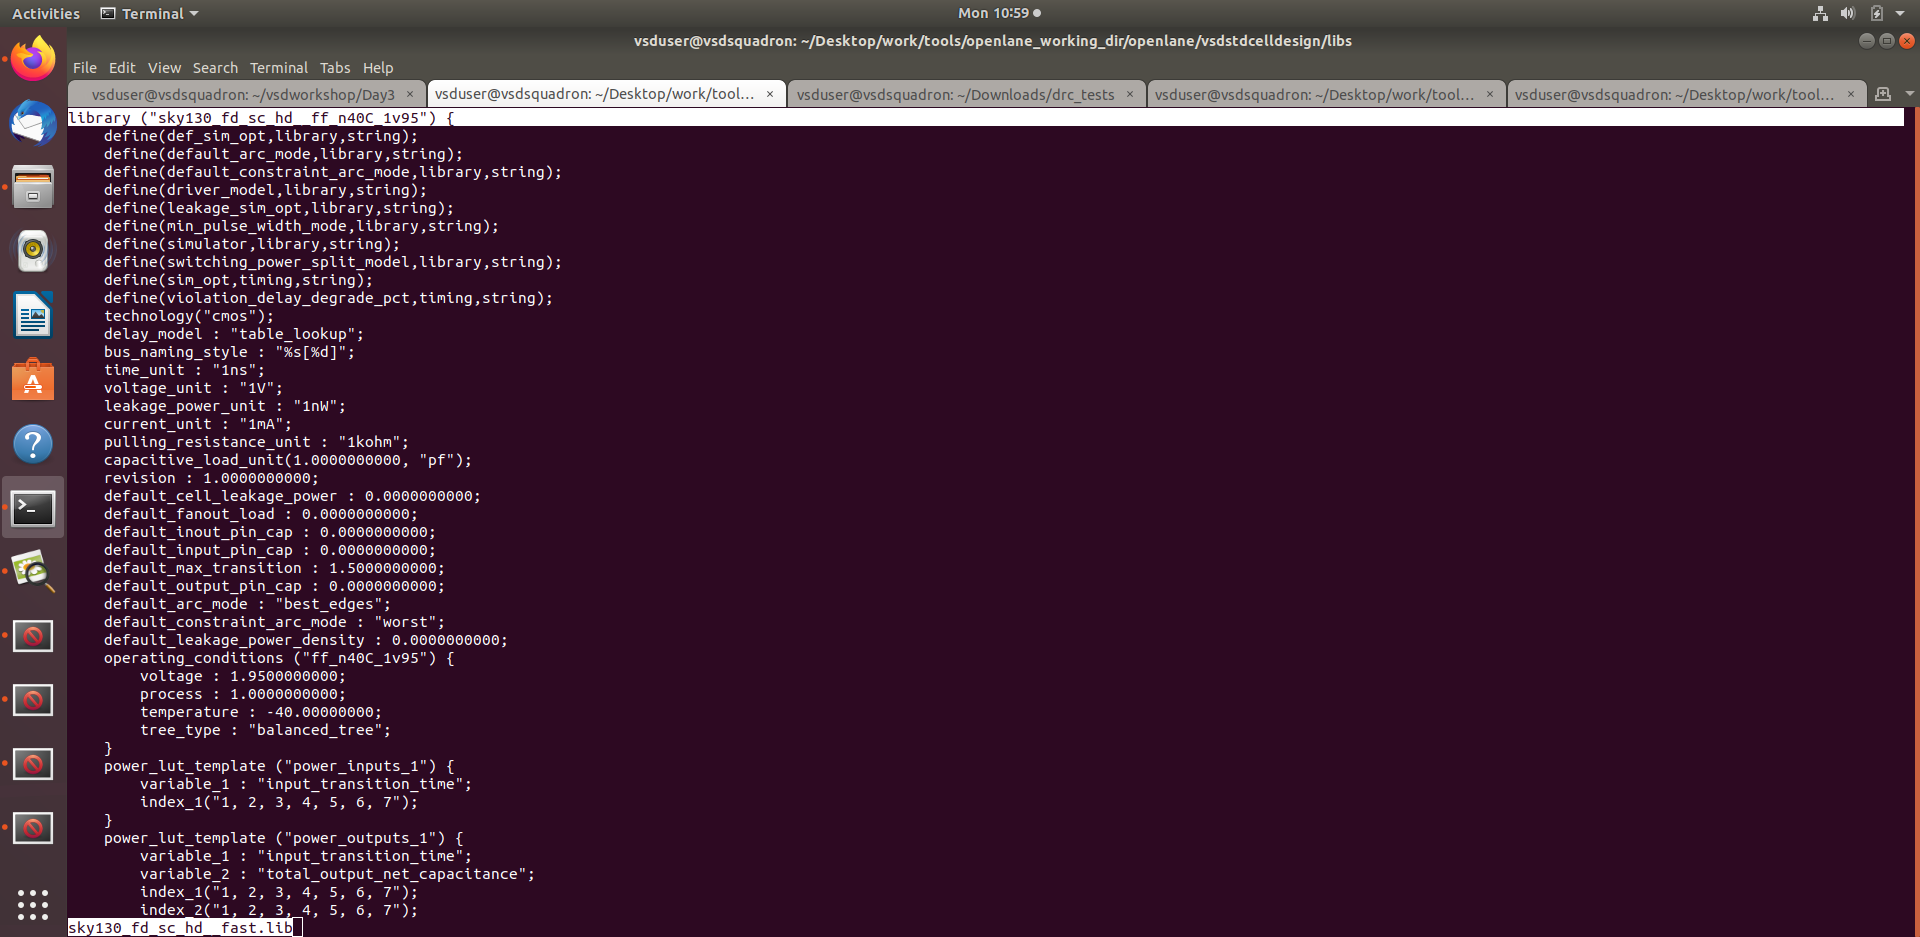 Activities Terminal Mon 10:59
vsduser@vsdsquadron: ~/Desktop/work/tools/openlane_working_dir/openlane/vsdstdcelldesign/libs
File Edit View Search Terminal Tabs Help
vsduser@vsdsquadron: ~/vsdworkshop/Day3 × vsduser@vsdsquadron: ~/Desktop/work/tool... × vsduser@vsdsquadron: ~/Downloads/drc_tests × vsduser@vsdsquadron: ~/Desktop/work/tool... × vsduser@vsdsquadron: ~/Desktop/work/tool... ×
library ("sky130_fd_sc_hd__ff_n40C_1v95") {
    define(def_sim_opt,library,string);
    define(default_arc_mode,library,string);
    define(default_constraint_arc_mode,library,string);
    define(driver_model,library,string);
    define(leakage_sim_opt,library,string);
    define(min_pulse_width_mode,library,string);
    define(simulator,library,string);
    define(switching_power_split_model,library,string);
    define(sim_opt,timing,string);
    define(violation_delay_degrade_pct,timing,string);
    technology("cmos");
    delay_model : "table_lookup";
    bus_naming_style : "%s[%d]";
    time_unit : "1ns";
    voltage_unit : "1V";
    leakage_power_unit : "1nW";
    current_unit : "1mA";
    pulling_resistance_unit : "1kohm";
    capacitive_load_unit(1.0000000000, "pf");
    revision : 1.0000000000;
    default_cell_leakage_power : 0.0000000000;
    default_fanout_load : 0.0000000000;
    default_inout_pin_cap : 0.0000000000;
    default_input_pin_cap : 0.0000000000;
    default_max_transition : 1.5000000000;
    default_output_pin_cap : 0.0000000000;
    default_arc_mode : "best_edges";
    default_constraint_arc_mode : "worst";
    default_leakage_power_density : 0.0000000000;
    operating_conditions ("ff_n40C_1v95") {
        voltage : 1.9500000000;
        process : 1.0000000000;
        temperature : -40.00000000;
        tree_type : "balanced_tree";
    }
    power_lut_template ("power_inputs_1") {
        variable_1 : "input_transition_time";
        index_1("1, 2, 3, 4, 5, 6, 7");
    }
    power_lut_template ("power_outputs_1") {
        variable_1 : "input_transition_time";
        variable_2 : "total_output_net_capacitance";
        index_1("1, 2, 3, 4, 5, 6, 7");
        index_2("1, 2, 3, 4, 5, 6, 7");
sky130_fd_sc_hd__fast.lib